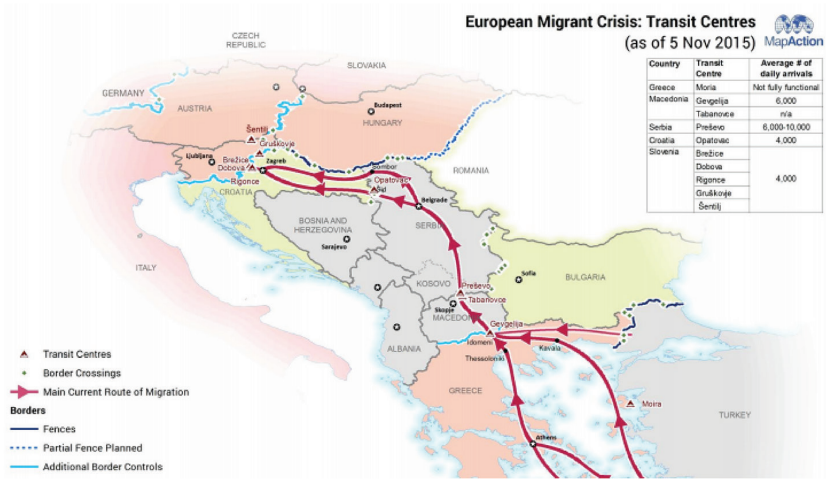 European Migrant Crisis: Transit Centres
(as of 5 Nov 2015)
MapAction
Country Transit Centre Average # of daily arrivals
Greece Moria Not fully functional
Macedonia Gevgelija 6,000
Tabanovce n/a
Serbia Preševo 6,000-10,000
Croatia Opatovac 4,000
Slovenia Brežice
Dobova
Rigonce 4,000
Gruškovje
Šentilj
CZECH
REPUBLIC
SLOVAKIA
GERMANY
AUSTRIA
Budapest
HUNGARY
Šentilj
Gruškovje
Ljubljana
Brežice
Zagreb
Dobova
Rigonce
Sombor
ROMANIA
Opatovac
Šid
CROATIA
Belgrade
BOSNIA AND
HERZEGOVINA
SERBIA
Sarajevo
ITALY
Sofia
BULGARIA
KOSOVO
Preševo
Tabanovce
Skopje
MACEDONIA
Gevgelija
Idomeni
ALBANIA
Kavala
Thessoloniki
GREECE
Moira
TURKEY
Athens
Transit Centres
Border Crossings
Main Current Route of Migration
Borders
Fences
Partial Fence Planned
Additional Border Controls